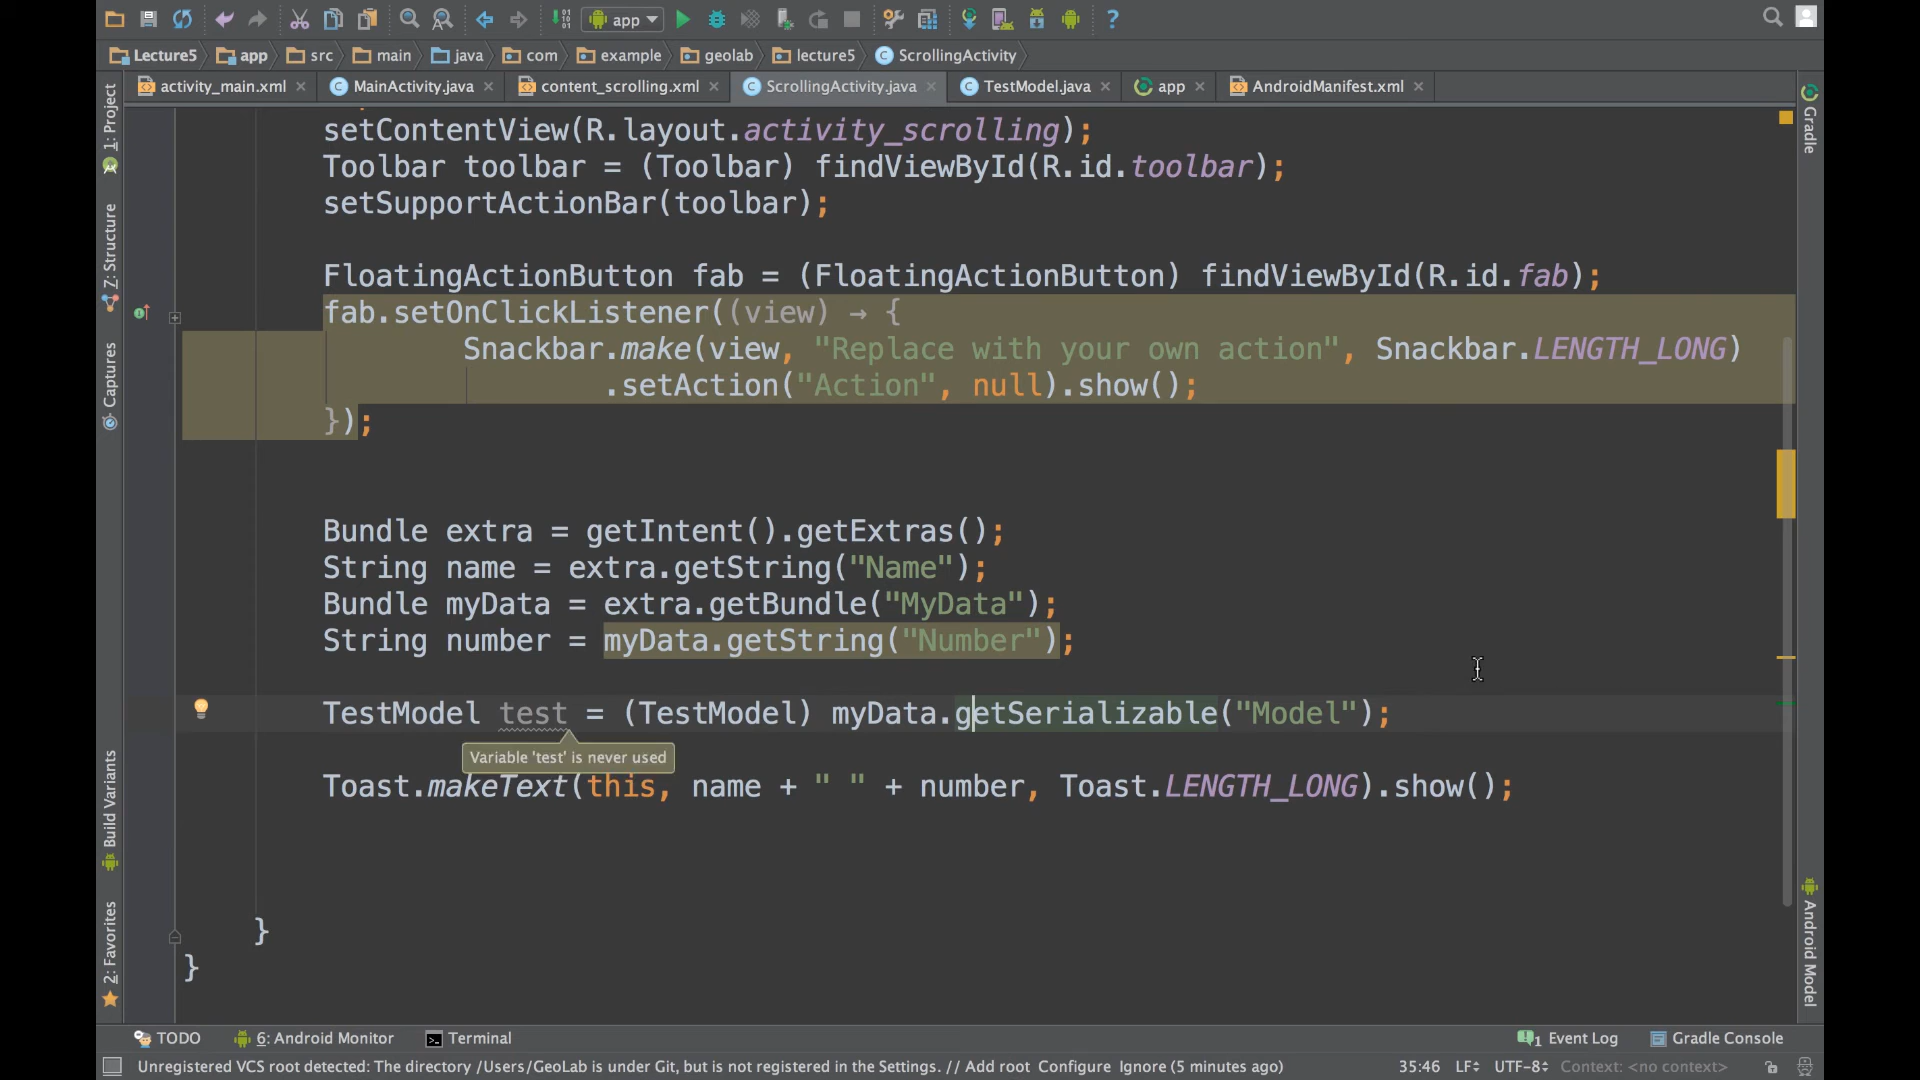 app
Lecture5 app src main java com example geolab lecture5 ScrollingActivity
activity_main.xml MainActivity.java content_scrolling.xml ScrollingActivity.java TestModel.java app AndroidManifest.xml
1: Project
7: Structure
Captures
Build Variants
2: Favorites
setContentView(R.layout.activity_scrolling);
Toolbar toolbar = (Toolbar) findViewById(R.id.toolbar);
setSupportActionBar(toolbar);
FloatingActionButton fab = (FloatingActionButton) findViewById(R.id.fab);
fab.setOnClickListener((view) → {
Snackbar.make(view, "Replace with your own action", Snackbar.LENGTH_LONG)
.setAction("Action", null).show();
});
Bundle extra = getIntent().getExtras();
String name = extra.getString("Name");
Bundle myData = extra.getBundle("MyData");
String number = myData.getString("Number");
TestModel test = (TestModel) myData.getSerializable("Model");
Variable 'test' is never used
Toast.makeText(this, name + " " + number, Toast.LENGTH_LONG).show();
}
}
Gradle
Android Model
TODO 6: Android Monitor Terminal 1 Event Log Gradle Console
Unregistered VCS root detected: The directory /Users/GeoLab is under Git, but is not registered in the Settings. // Add root Configure Ignore (5 minutes ago) 35:46 LF UTF-8 Context: <no context>